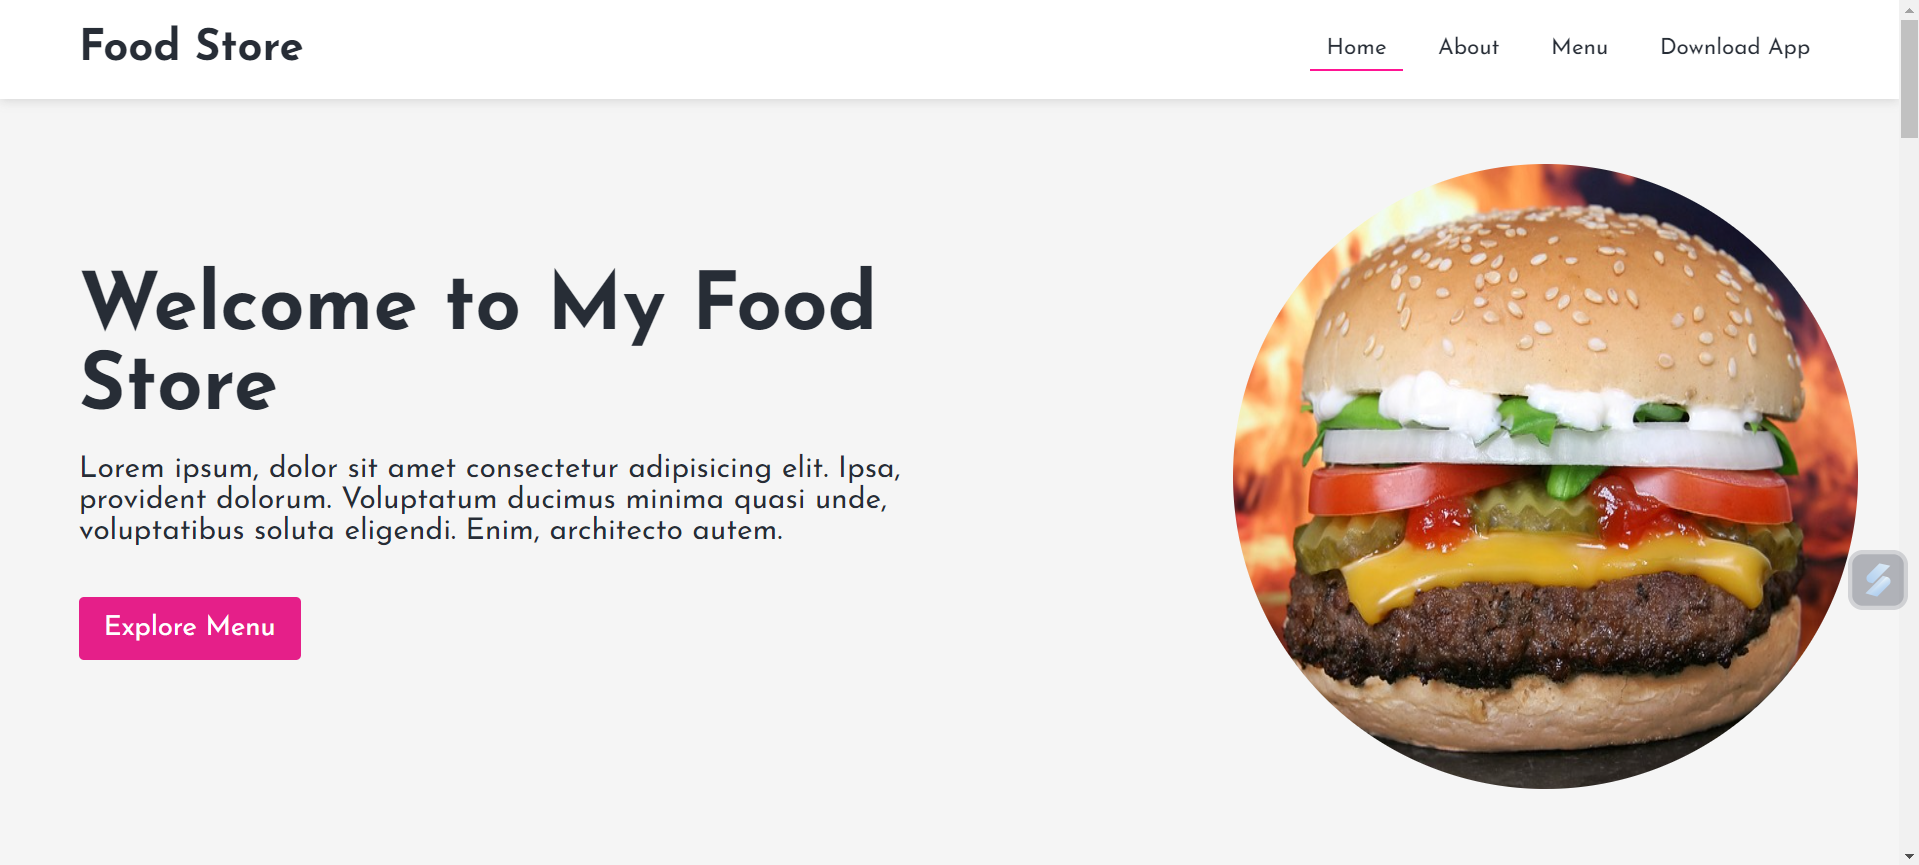 Food Store
Home
About
Menu
Download App
Welcome to My Food
Store
Lorem ipsum, dolor sit amet consectetur adipisicing elit. Ipsa,
provident dolorum. Voluptatum ducimus minima quasi unde,
voluptatibus soluta eligendi. Enim, architecto autem.
Explore Menu